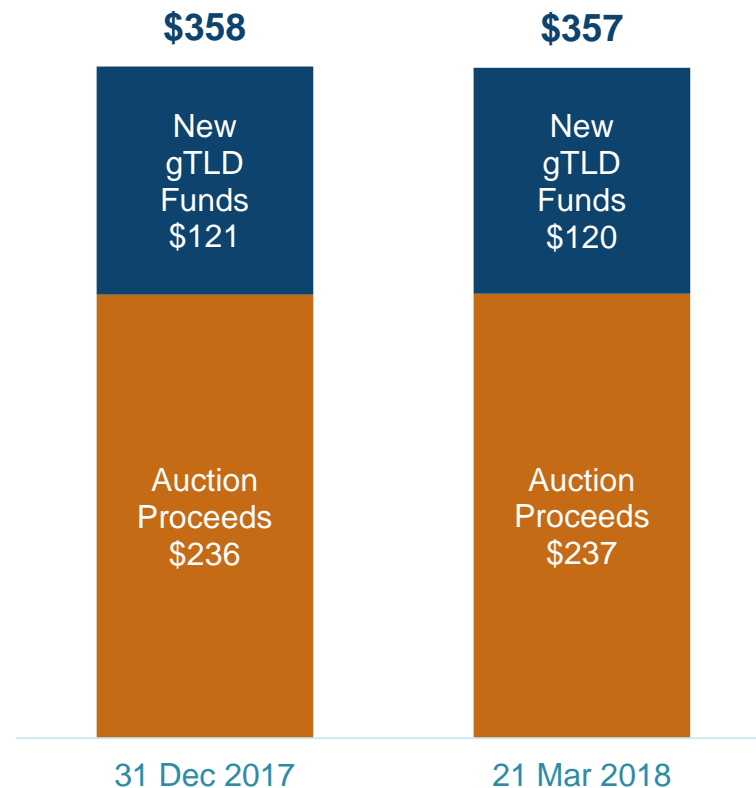 $358
$357
New
gTLD
Funds
$121
New
gTLD
Funds
$120
Auction
Proceeds
$236
Auction
Proceeds
$237
31 Dec 2017
21 Mar 2018